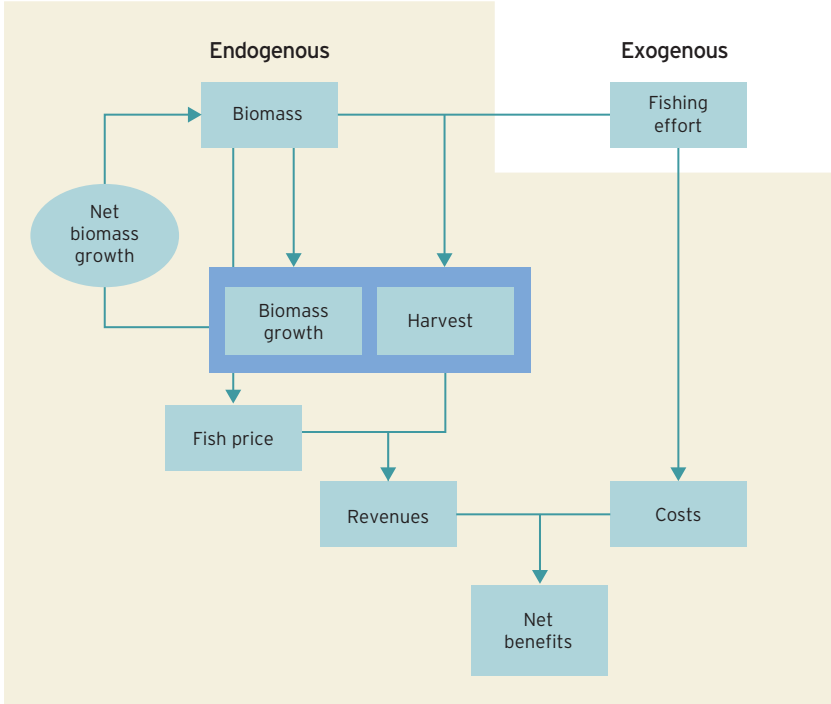 Endogenous
Exogenous
Biomass
Fishing
effort
Net
biomass
growth
Biomass
growth
Harvest
Fish price
Revenues
Costs
Net
benefits